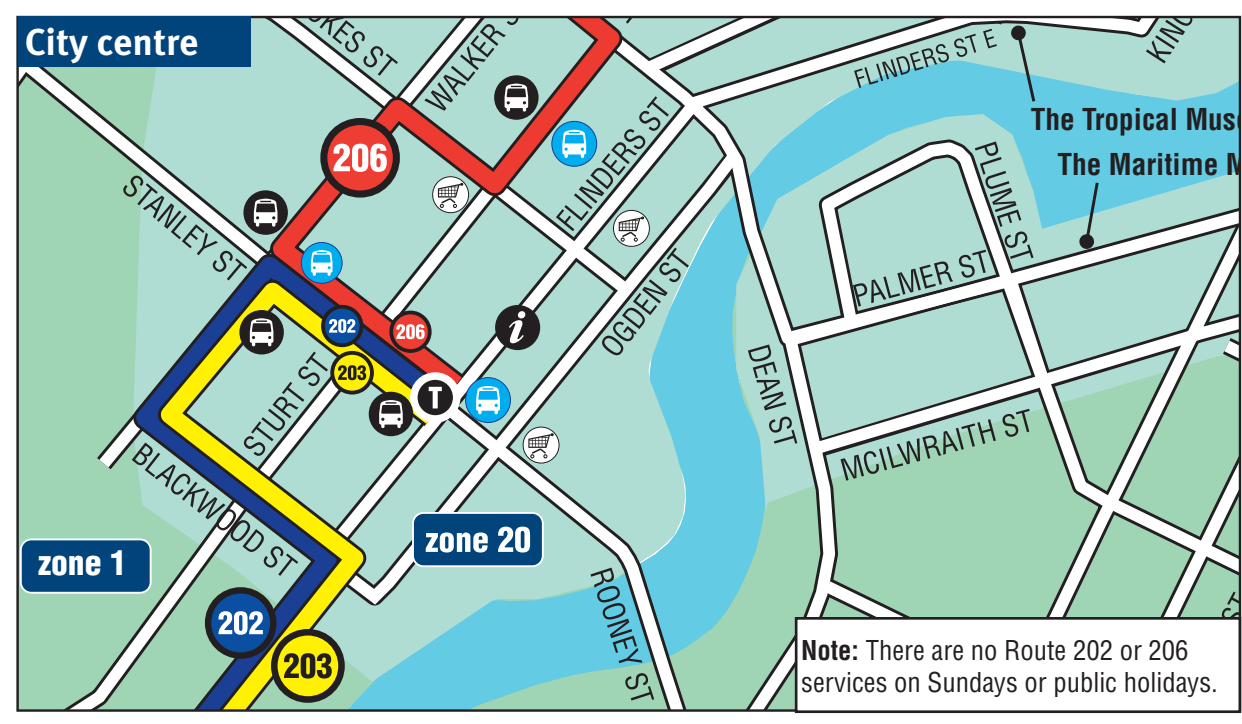 City centre
WALKER S
FLINDERS ST E
The Tropical Mus
The Maritime M
206
STANLEY ST
FLINDERS ST
PLUME ST
PALMER ST
OGDEN ST
202
206
203
i
T
STURT ST
DEAN ST
BLACKWOOD ST
MCILWRAITH ST
zone 1
zone 20
ROONEY ST
202
203
Note: There are no Route 202 or 206
services on Sundays or public holidays.